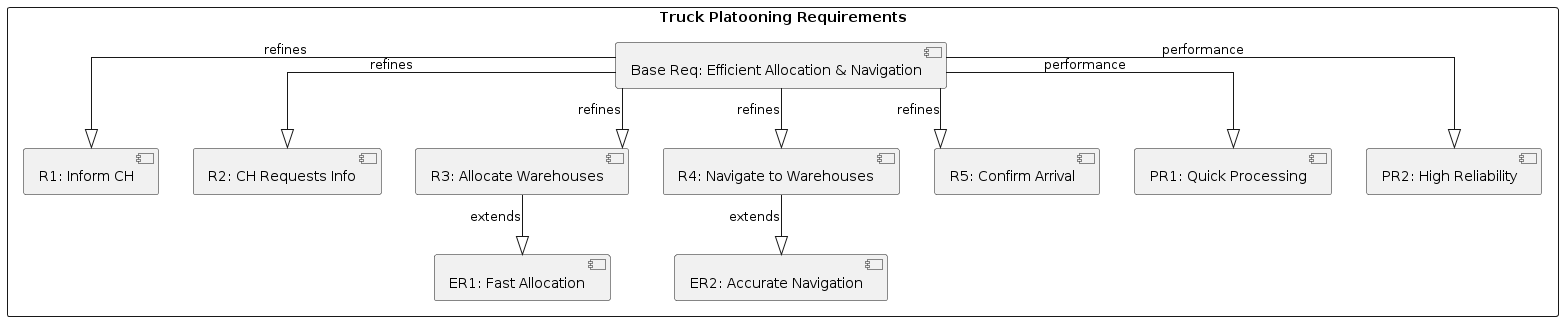 Truck Platooning Requirements
Base Req: Efficient Allocation & Navigation
refines
refines
performance
performance
refines
refines
refines
R1: Inform CH
R2: CH Requests Info
R3: Allocate Warehouses
R4: Navigate to Warehouses
R5: Confirm Arrival
PR1: Quick Processing
PR2: High Reliability
extends
extends
ER1: Fast Allocation
ER2: Accurate Navigation